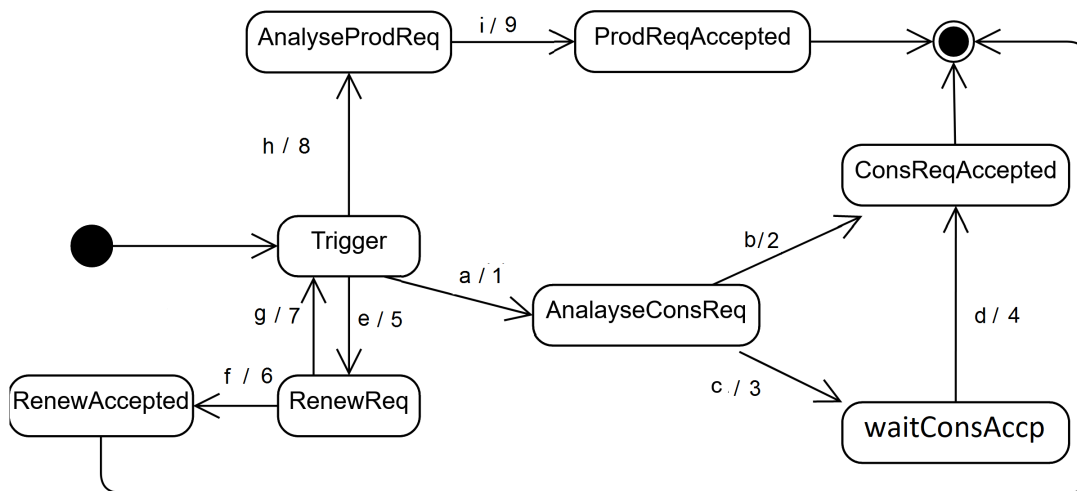 AnalyseProdReq
i / 9
ProdReqAccepted
h / 8
ConsReqAccepted
Trigger
b/2
a / 1
g / 7
e / 5
AnalayseConsReq
d / 4
f / 6
RenewAccepted
RenewReq
c / 3
waitConsAccp